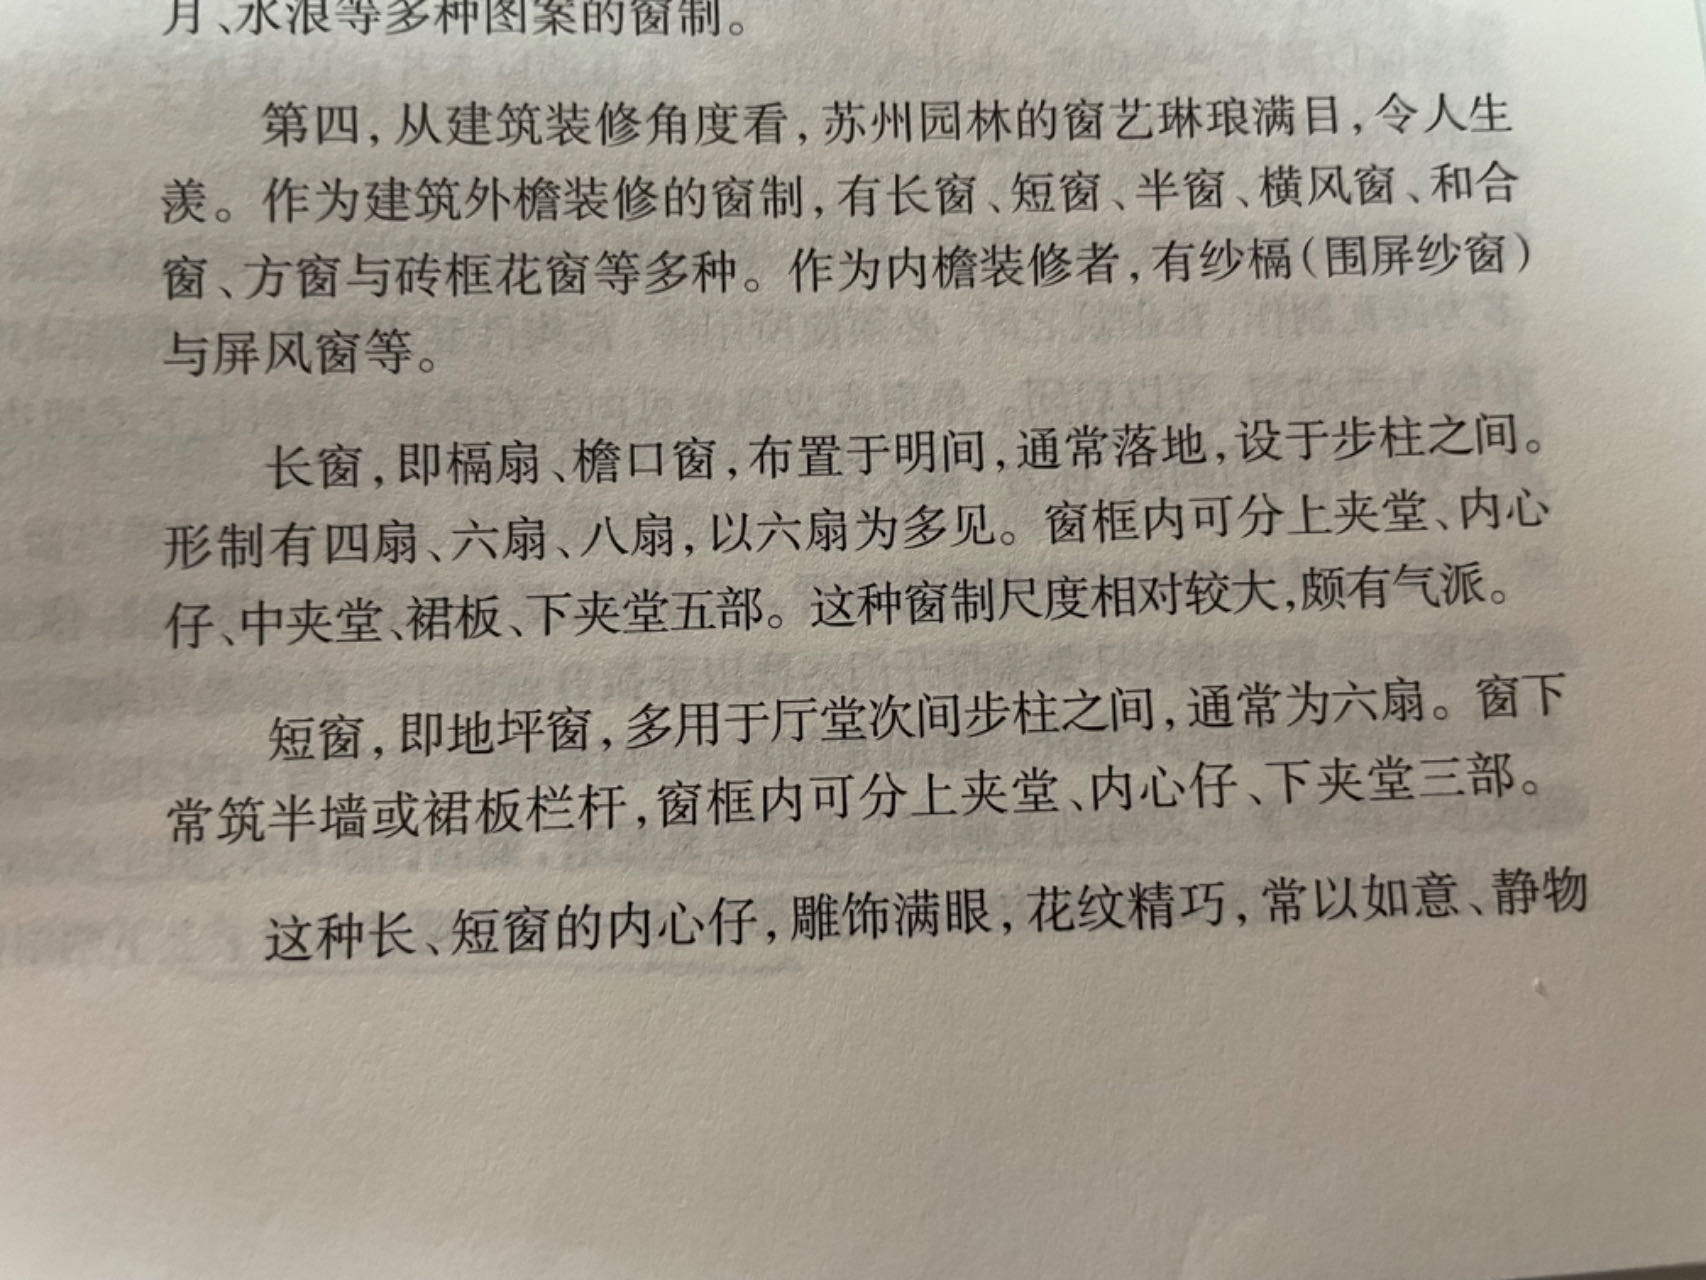 月、水浪等多种图案的窗制。
第四,从建筑装修角度看,苏州园林的窗艺琳琅满目,令人生
羡。作为建筑外檐装修的窗制,有长窗、短窗、半窗、横风窗、和合
窗、方窗与砖框花窗等多种。作为内檐装修者,有纱槅(围屏纱窗)
与屏风窗等。
长窗,即槅扇、檐口窗,布置于明间,通常落地,设于步柱之间。
形制有四扇、六扇、八扇,以六扇为多见。窗框内可分上夹堂、内心
仔、中夹堂、裙板、下夹堂五部。这种窗制尺度相对较大,颇有气派。
短窗,即地坪窗,多用于厅堂次间步柱之间,通常为六扇。窗下
常筑半墙或裙板栏杆,窗框内可分上夹堂、内心仔、下夹堂三部。
这种长、短窗的内心仔,雕饰满眼,花纹精巧,常以如意、静物